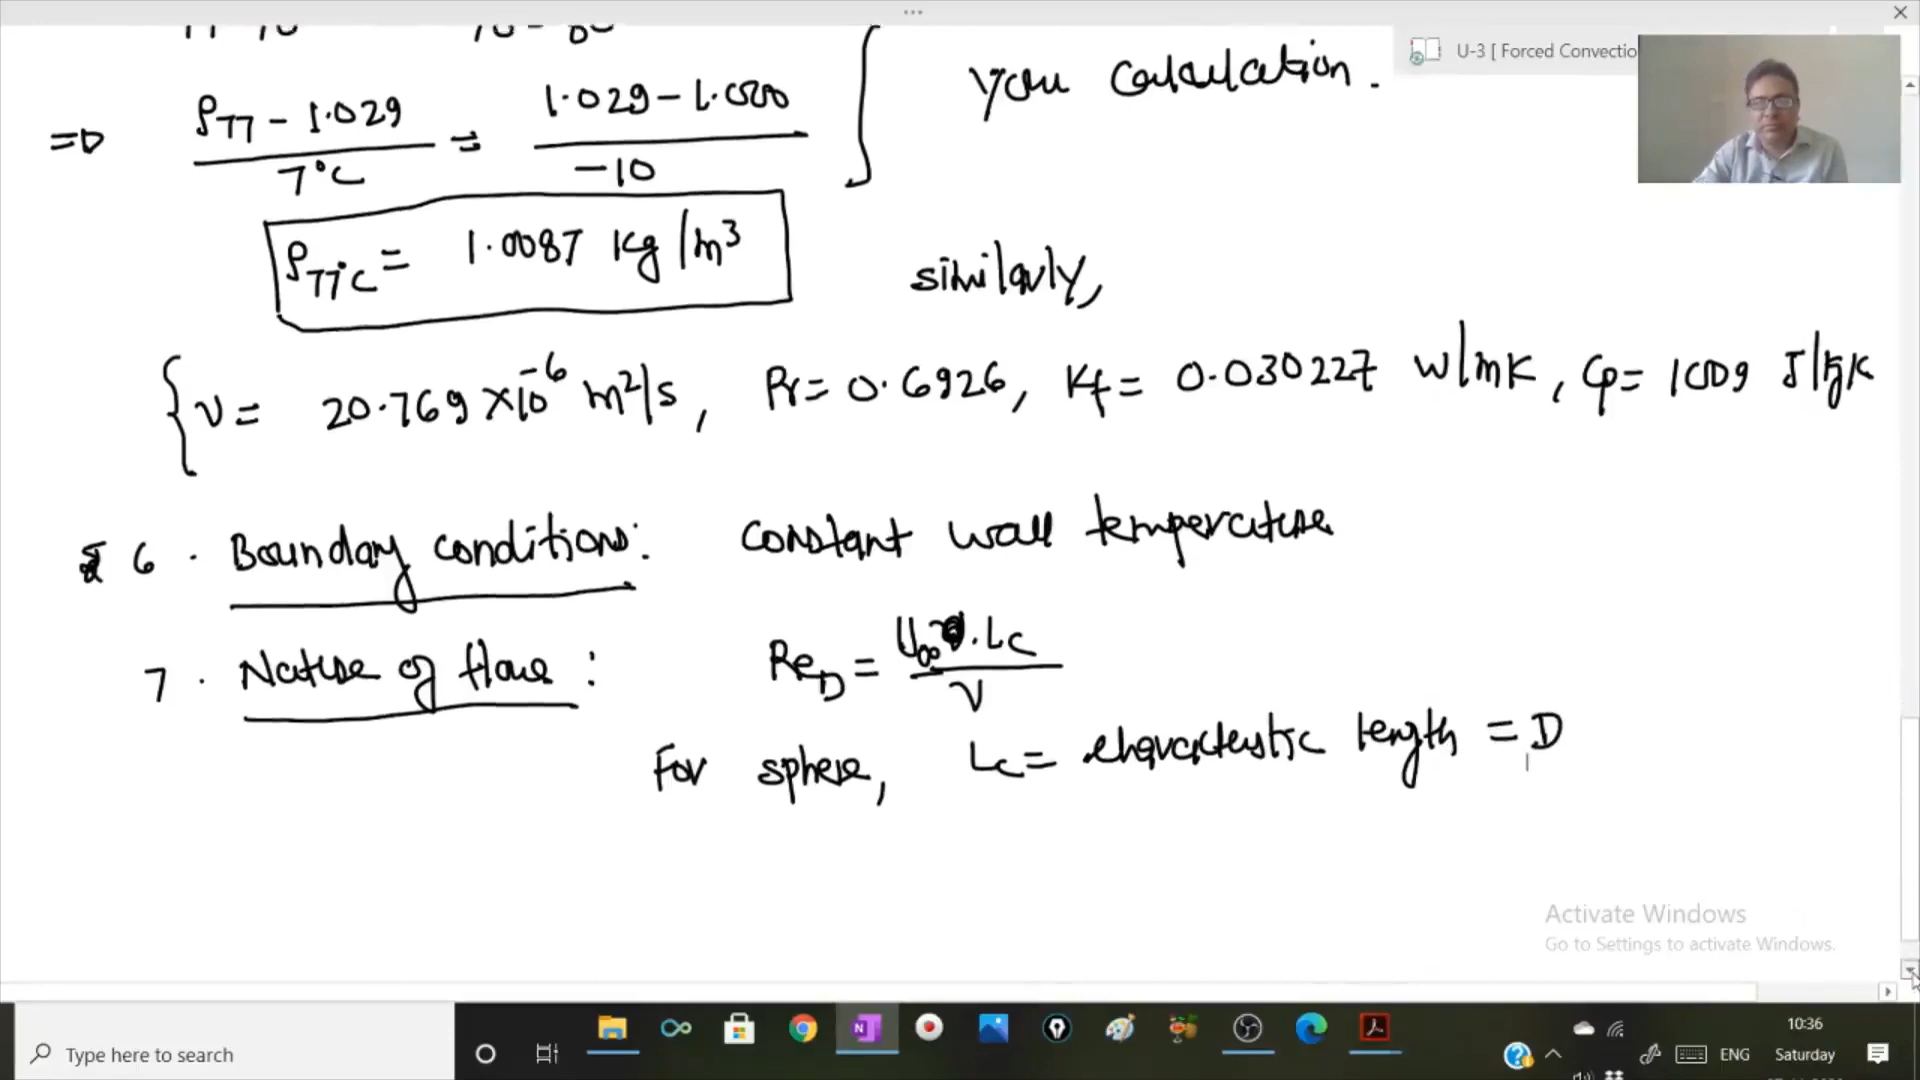 U-3 [ Forced Convectio
you calculation.
=> ρ77 - 1.029 / 7°C = 1.029 - 1.000 / -10
ρ77°C = 1.0087 kg/m³
similarly,
{ ν = 20.769 × 10⁻⁶ m²/s, Pr = 0.6926, Kf = 0.030227 W/mK, Cp = 1009 J/kgK
6. Boundary conditions: constant wall temperature
7. Nature of flow: Re_D = U∞ . Lc / ν
For sphere, Lc = characteristic length = D
Activate Windows
Go to Settings to activate Windows.
Type here to search
ENG
10:36
Saturday